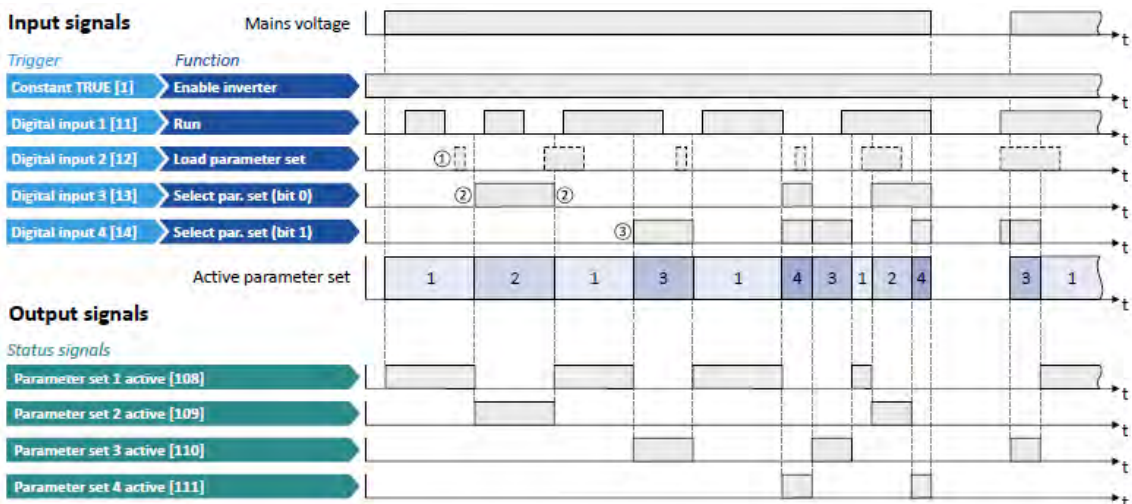 Input signals
Mains voltage
t
Trigger Function
Constant TRUE [1] Enable inverter
t
Digital input 1 [11] Run
t
Digital input 2 [12] Load parameter set ①
t
Digital input 3 [13] Select par. set (bit 0) ② ②
t
Digital input 4 [14] Select par. set (bit 1) ③
t
Active parameter set 1 2 1 3 1 4 3 1 2 4 3 1
t
Output signals
Status signals
Parameter set 1 active [108]
t
Parameter set 2 active [109]
t
Parameter set 3 active [110]
t
Parameter set 4 active [111]
t